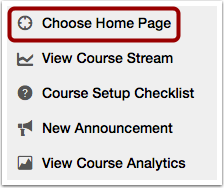 Choose Home Page
View Course Stream
Course Setup Checklist
New Announcement
View Course Analytics